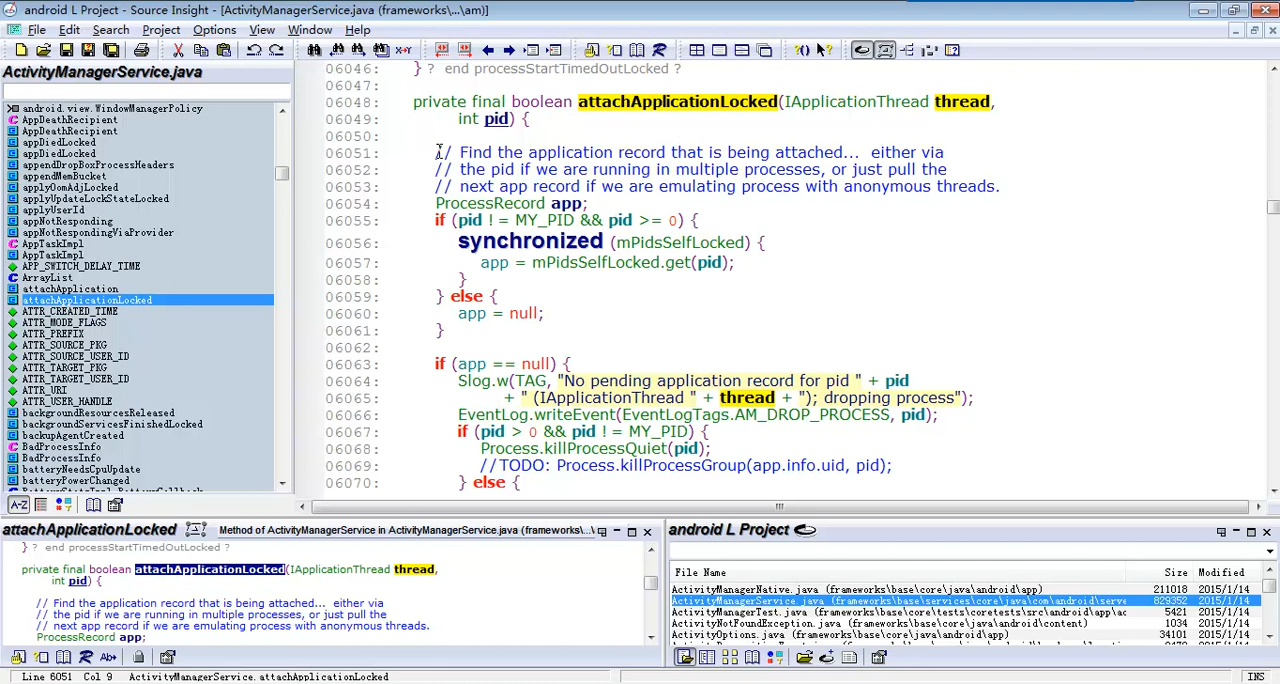 android L Project - Source Insight - [ActivityManagerService.java (frameworks\...\am)]
File Edit Search Project Options View Window Help
ActivityManagerService.java
android.view.WindowManagerPolicy
AppDeathRecipient
AppDeathRecipient
appDiedLocked
appDiedLocked
appendDropBoxProcessHeaders
appendMemBucket
applyOomAdjLocked
applyUpdateLockStateLocked
applyUserId
appNotResponding
appNotRespondingViaProvider
AppTaskImpl
AppTaskImpl
APP_SWITCH_DELAY_TIME
ArrayList
attachApplication
attachApplicationLocked
ATTR_CREATED_TIME
ATTR_MODE_FLAGS
ATTR_PREFIX
ATTR_SOURCE_PKG
ATTR_SOURCE_USER_ID
ATTR_TARGET_PKG
ATTR_TARGET_USER_ID
ATTR_URI
ATTR_USER_HANDLE
backgroundResourcesReleased
backgroundServicesFinishedLocked
backupAgentCreated
BadProcessInfo
BadProcessInfo
batteryNeedsCpuUpdate
batteryPowerChanged
06046: } ? end processStartTimedOutLocked ?
06047:
06048: private final boolean attachApplicationLocked(IApplicationThread thread,
06049: int pid) {
06050:
06051: // Find the application record that is being attached... either via
06052: // the pid if we are running in multiple processes, or just pull the
06053: // next app record if we are emulating process with anonymous threads.
06054: ProcessRecord app;
06055: if (pid != MY_PID && pid >= 0) {
06056: synchronized (mPidsSelfLocked) {
06057: app = mPidsSelfLocked.get(pid);
06058: }
06059: } else {
06060: app = null;
06061: }
06062:
06063: if (app == null) {
06064: Slog.w(TAG, "No pending application record for pid " + pid
06065: + " (IApplicationThread " + thread + "); dropping process");
06066: EventLog.writeEvent(EventLogTags.AM_DROP_PROCESS, pid);
06067: if (pid > 0 && pid != MY_PID) {
06068: Process.killProcessQuiet(pid);
06069: //TODO: Process.killProcessGroup(app.info.uid, pid);
06070: } else {
attachApplicationLocked Method of ActivityManagerService in ActivityManagerService.java (frameworks\...\
} ? end processStartTimedOutLocked ?
private final boolean attachApplicationLocked(IApplicationThread thread,
int pid) {
// Find the application record that is being attached... either via
// the pid if we are running in multiple processes, or just pull the
// next app record if we are emulating process with anonymous threads.
ProcessRecord app;
android L Project
File Name Size Modified
ActivityManagerNative.java (frameworks\base\core\java\android\app) 211018 2015/1/14
ActivityManagerService.java (frameworks\base\services\core\java\com\android\serve 829352 2015/1/14
ActivityManagerTest.java (frameworks\base\core\tests\coretests\src\android\app\ac 5421 2015/1/14
ActivityNotFoundException.java (frameworks\base\core\java\android\content) 1034 2015/1/14
ActivityOptions.java (frameworks\base\core\java\android\app) 34101 2015/1/14
Line 6051 Col 9 ActivityManagerService.attachApplicationLocked INS